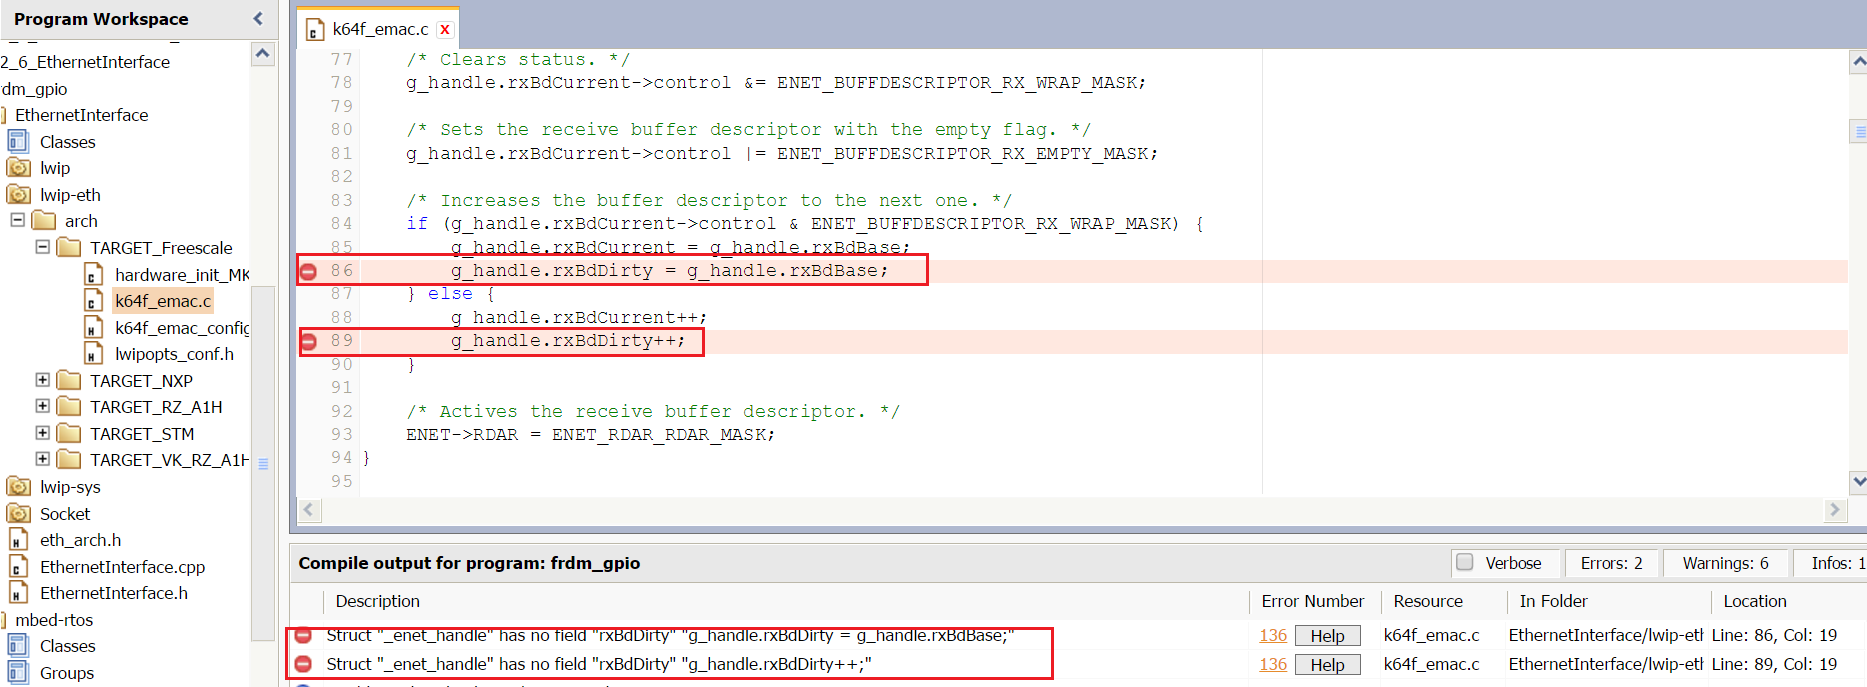 Program Workspace
2_6_EthernetInterface
rdm_gpio
EthernetInterface
Classes
lwip
lwip-eth
arch
TARGET_Freescale
hardware_init_MK
k64f_emac.c
k64f_emac_config
lwipopts_conf.h
TARGET_NXP
TARGET_RZ_A1H
TARGET_STM
TARGET_VK_RZ_A1H
lwip-sys
Socket
eth_arch.h
EthernetInterface.cpp
EthernetInterface.h
mbed-rtos
Classes
Groups
k64f_emac.c x
77 /* Clears status. */
78 g_handle.rxBdCurrent->control &= ENET_BUFFDESCRIPTOR_RX_WRAP_MASK;
79
80 /* Sets the receive buffer descriptor with the empty flag. */
81 g_handle.rxBdCurrent->control |= ENET_BUFFDESCRIPTOR_RX_EMPTY_MASK;
82
83 /* Increases the buffer descriptor to the next one. */
84 if (g_handle.rxBdCurrent->control & ENET_BUFFDESCRIPTOR_RX_WRAP_MASK) {
85 g_handle.rxBdCurrent = g_handle.rxBdBase;
86 g_handle.rxBdDirty = g_handle.rxBdBase;
87 } else {
88 g_handle.rxBdCurrent++;
89 g_handle.rxBdDirty++;
90 }
91
92 /* Actives the receive buffer descriptor. */
93 ENET->RDAR = ENET_RDAR_RDAR_MASK;
94 }
95
Compile output for program: frdm_gpio Verbose Errors: 2 Warnings: 6 Infos: 1
Description Error Number Resource In Folder Location
Struct "_enet_handle" has no field "rxBdDirty" "g_handle.rxBdDirty = g_handle.rxBdBase;" 136 Help k64f_emac.c EthernetInterface/lwip-eth Line: 86, Col: 19
Struct "_enet_handle" has no field "rxBdDirty" "g_handle.rxBdDirty++;" 136 Help k64f_emac.c EthernetInterface/lwip-eth Line: 89, Col: 19